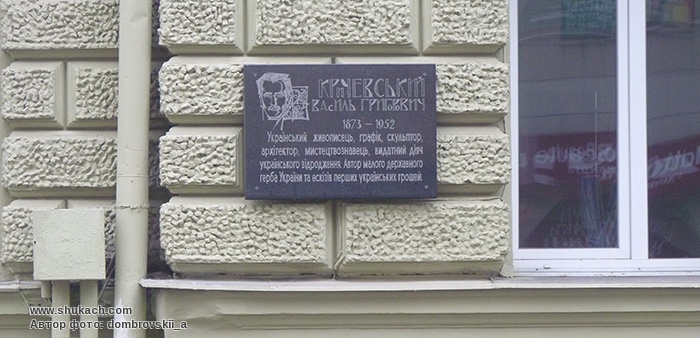 КРИЧЕВСЬКИЙ
ВАСИЛЬ ГРИГОРОВИЧ
1873 – 1952
Український живописець, графік, скульптор,
архітектор, мистецтвознавець, видатний діяч
українського відродження. Автор малого державного
герба України та ескізів перших українських грошей.
www.shukach.com
Автор фото: dombrovskii_a